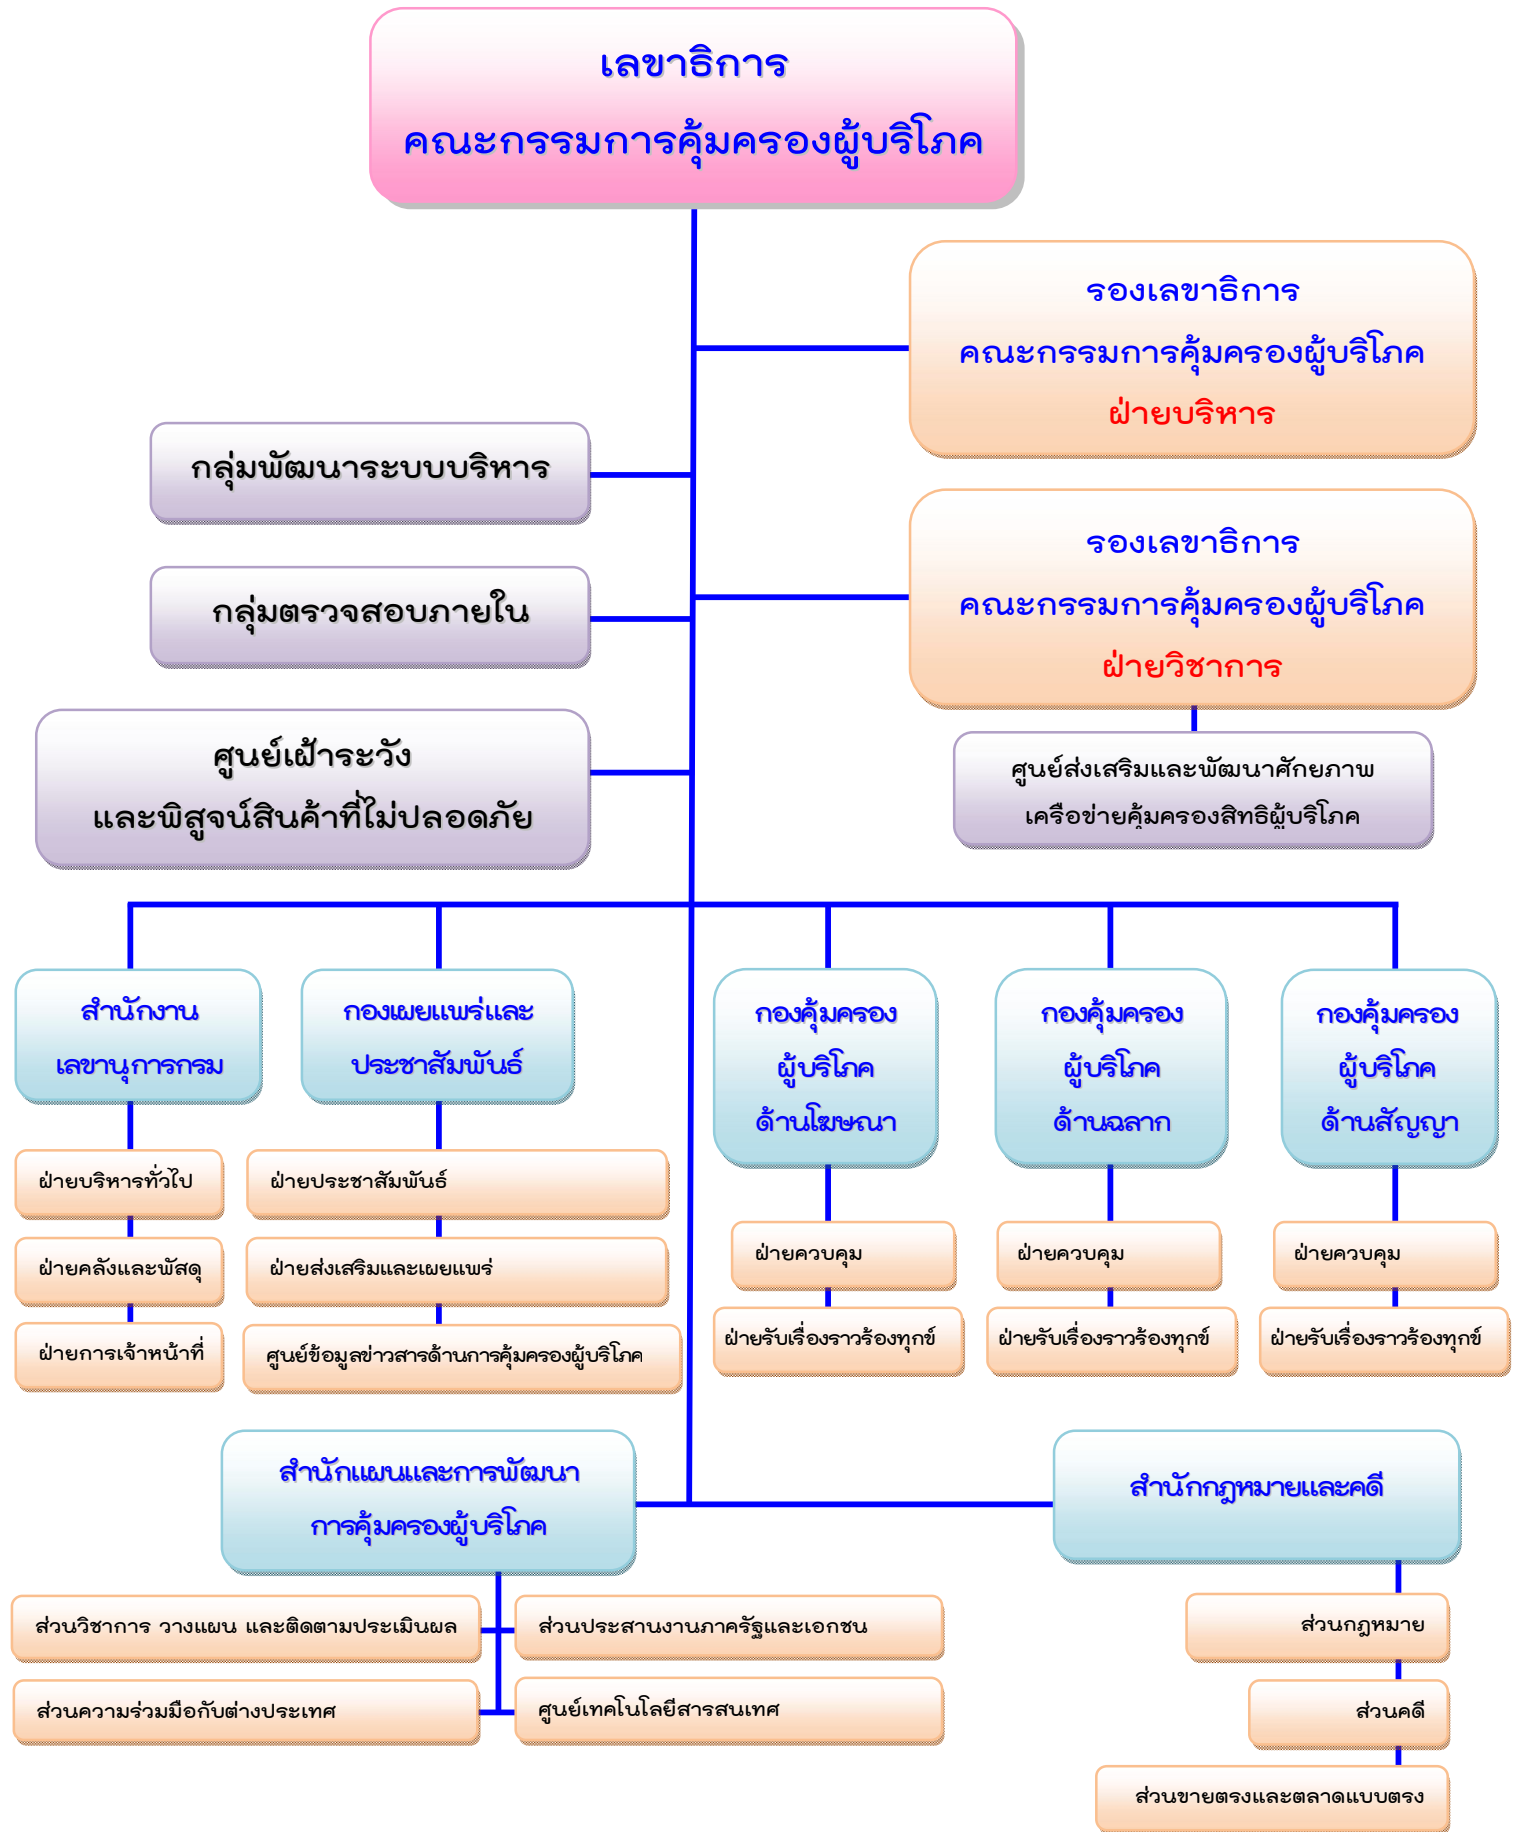 เลขาธิการ
คณะกรรมการคุ้มครองผู้บริโภค
รองเลขาธิการ
คณะกรรมการคุ้มครองผู้บริโภค
ฝ่ายบริหาร
กลุ่มพัฒนาระบบบริหาร
รองเลขาธิการ
คณะกรรมการคุ้มครองผู้บริโภค
ฝ่ายวิชาการ
กลุ่มตรวจสอบภายใน
ศูนย์เฝ้าระวัง
และพิสูจน์สินค้าที่ไม่ปลอดภัย
ศูนย์ส่งเสริมและพัฒนาศักยภาพ
เครือข่ายคุ้มครองสิทธิผู้บริโภค
สำนักงาน
เลขานุการกรม
กองเผยแพร่และ
ประชาสัมพันธ์
กองคุ้มครอง
ผู้บริโภค
ด้านโฆษณา
กองคุ้มครอง
ผู้บริโภค
ด้านฉลาก
กองคุ้มครอง
ผู้บริโภค
ด้านสัญญา
ฝ่ายบริหารทั่วไป
ฝ่ายคลังและพัสดุ
ฝ่ายการเจ้าหน้าที่
ฝ่ายประชาสัมพันธ์
ฝ่ายส่งเสริมและเผยแพร่
ศูนย์ข้อมูลข่าวสารด้านการคุ้มครองผู้บริโภค
ฝ่ายควบคุม
ฝ่ายรับเรื่องราวร้องทุกข์
ฝ่ายควบคุม
ฝ่ายรับเรื่องราวร้องทุกข์
ฝ่ายควบคุม
ฝ่ายรับเรื่องราวร้องทุกข์
สำนักแผนและการพัฒนา
การคุ้มครองผู้บริโภค
สำนักกฎหมายและคดี
ส่วนวิชาการ วางแผน และติดตามประเมินผล
ส่วนประสานงานภาครัฐและเอกชน
ส่วนความร่วมมือกับต่างประเทศ
ศูนย์เทคโนโลยีสารสนเทศ
ส่วนกฎหมาย
ส่วนคดี
ส่วนขายตรงและตลาดแบบตรง